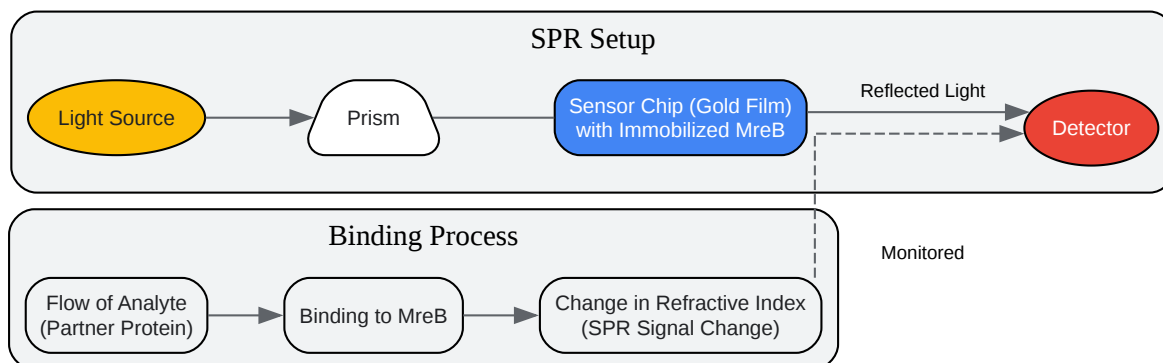 SPR Setup
Light Source
Prism
Sensor Chip (Gold Film)
with Immobilized MreB
Reflected Light
Detector
Binding Process
Monitored
Flow of Analyte
(Partner Protein)
Binding to MreB
Change in Refractive Index
(SPR Signal Change)